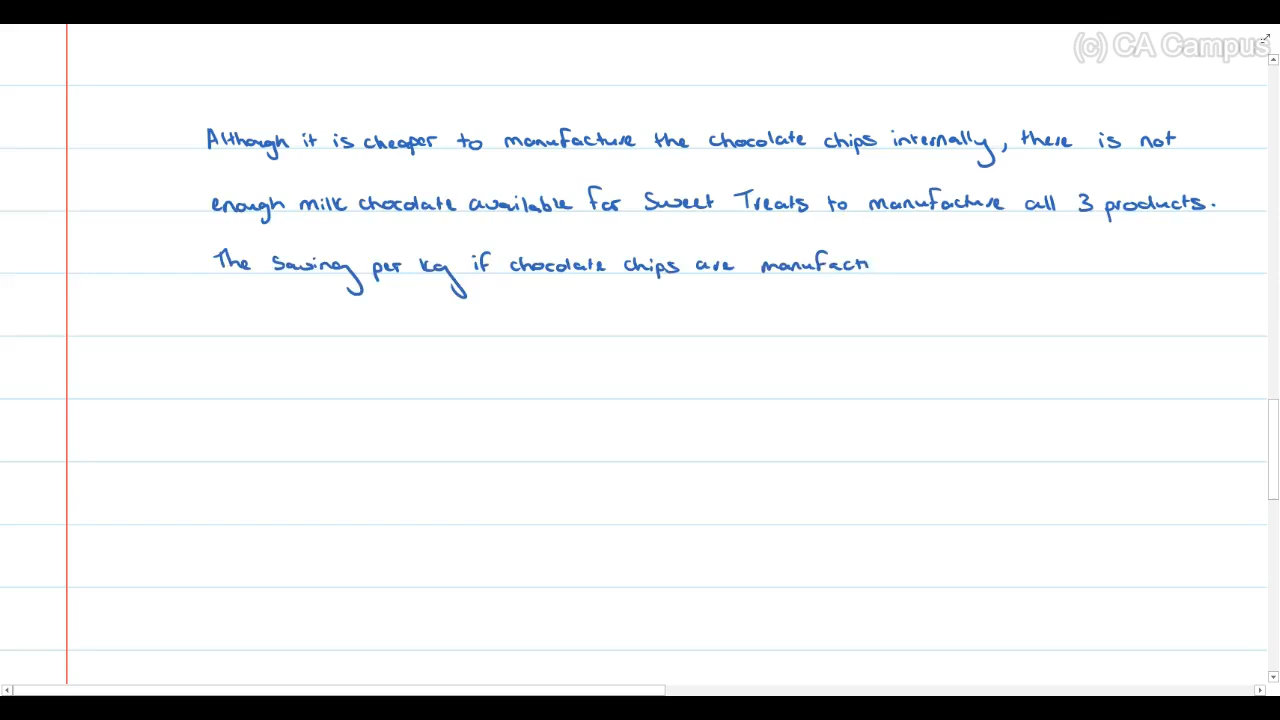 (c) CA Campus
Although it is cheaper to manufacture the chocolate chips internally, there is not
enough milk chocolate available for Sweet Treats to manufacture all 3 products.
The saving per kg if chocolate chips are manufact